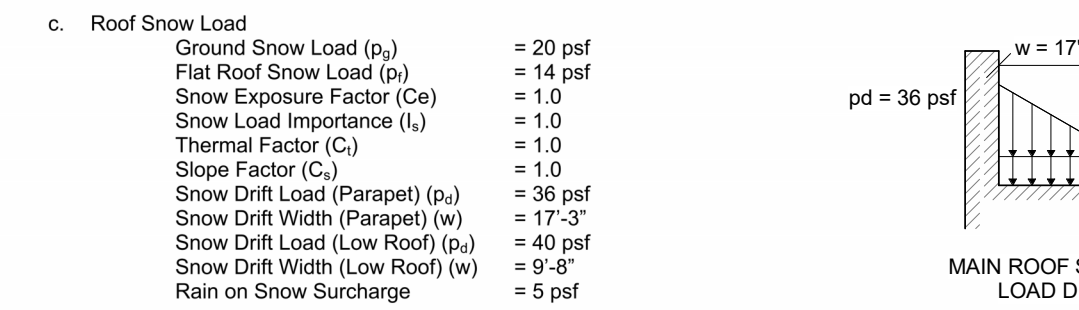 c. Roof Snow Load
Ground Snow Load (pg) = 20 psf
Flat Roof Snow Load (pf) = 14 psf
Snow Exposure Factor (Ce) = 1.0
Snow Load Importance (Is) = 1.0
Thermal Factor (Ct) = 1.0
Slope Factor (Cs) = 1.0
Snow Drift Load (Parapet) (pd) = 36 psf
Snow Drift Width (Parapet) (w) = 17’-3”
Snow Drift Load (Low Roof) (pd) = 40 psf
Snow Drift Width (Low Roof) (w) = 9’-8”
Rain on Snow Surcharge = 5 psf
w = 17'
pd = 36 psf
MAIN ROOF
LOAD D